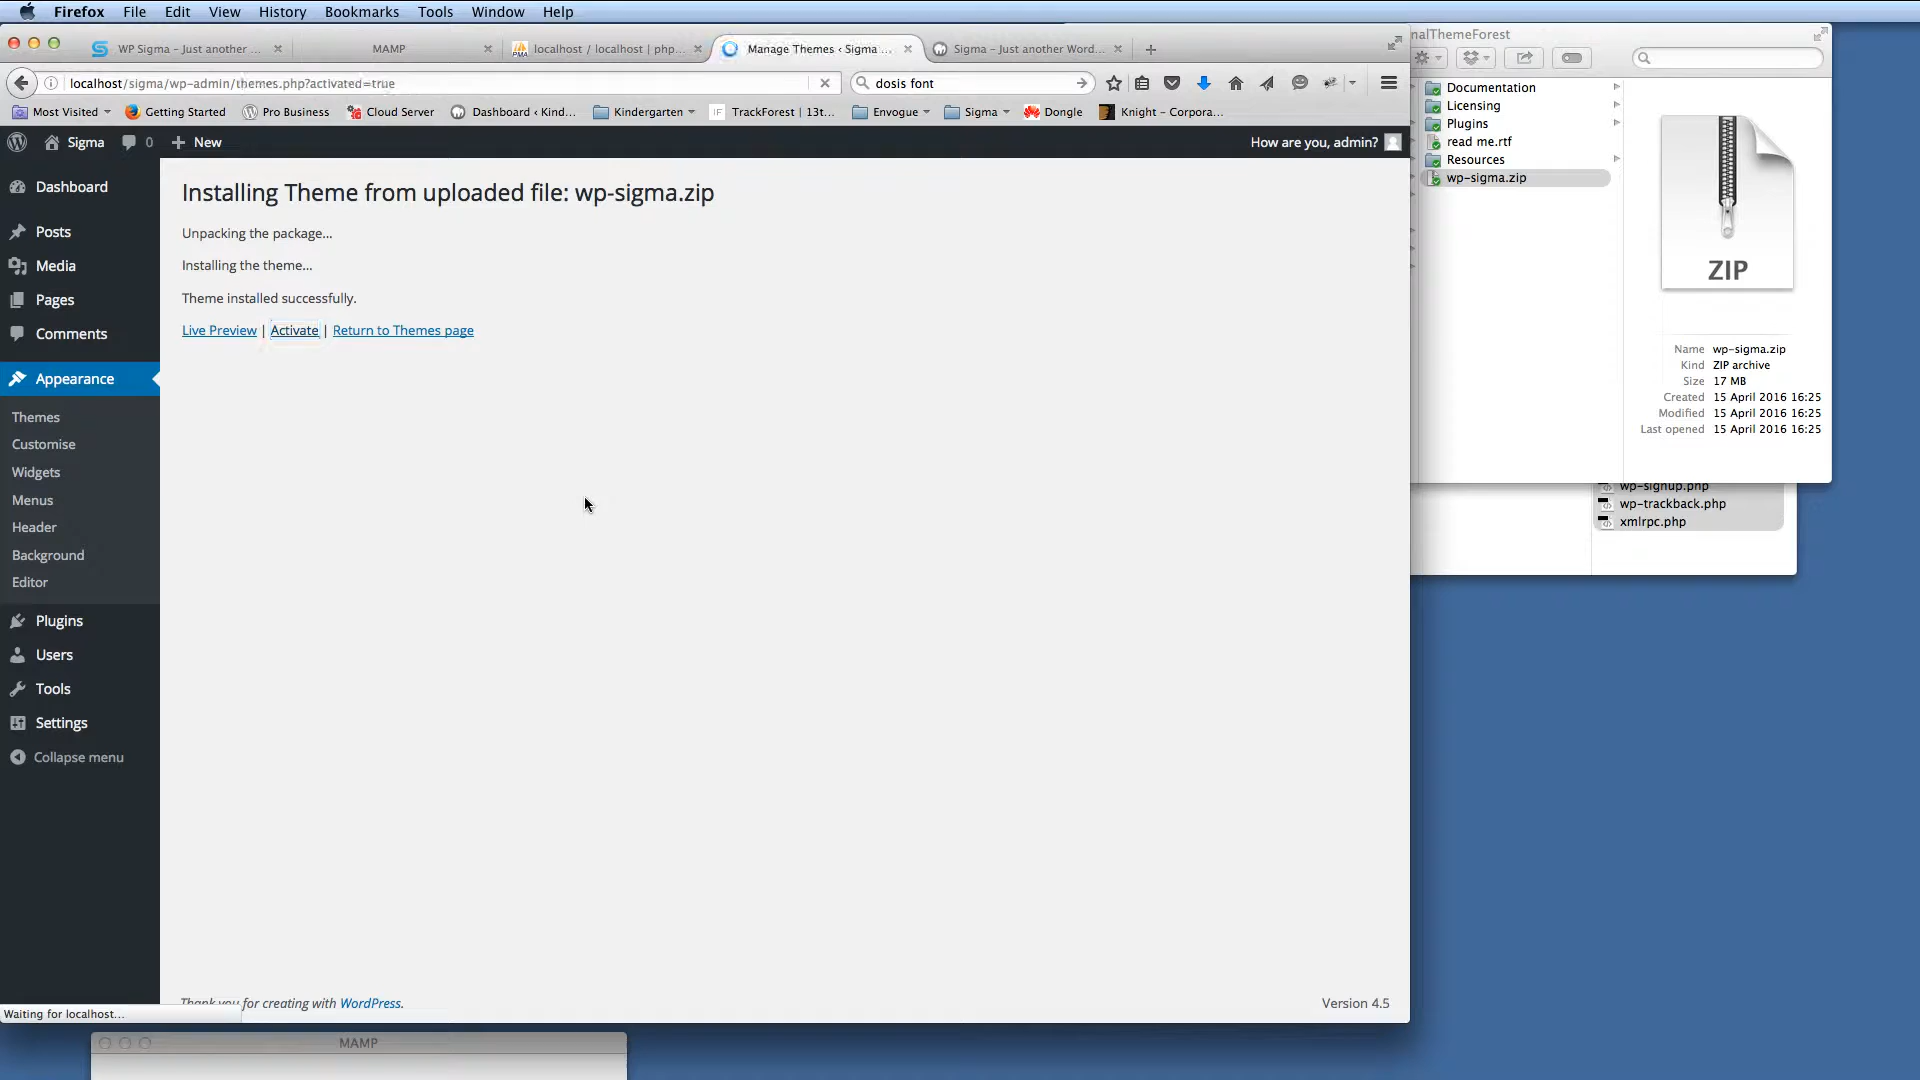 Firefox File Edit View History Bookmarks Tools Window Help
WP Sigma – Just another ...
MAMP
localhost / localhost | php...
Manage Themes ‹ Sigma ...
Sigma – Just another Word...
localhost/sigma/wp-admin/themes.php?activated=true
dosis font
Most Visited Getting Started Pro Business Cloud Server Dashboard ‹ Kind... Kindergarten TrackForest | 13t... Envogue Sigma Dongle Knight – Corpora...
Sigma 0 New
How are you, admin?
Dashboard
Posts
Media
Pages
Comments
Appearance
Themes
Customise
Widgets
Menus
Header
Background
Editor
Plugins
Users
Tools
Settings
Collapse menu
Installing Theme from uploaded file: wp-sigma.zip
Unpacking the package...
Installing the theme...
Theme installed successfully.
Live Preview | Activate | Return to Themes page
Thank you for creating with WordPress.
Version 4.5
Waiting for localhost...
MAMP
nalThemeForest
Documentation
Licensing
Plugins
read me.rtf
Resources
wp-sigma.zip
ZIP
Name wp-sigma.zip
Kind ZIP archive
Size 17 MB
Created 15 April 2016 16:25
Modified 15 April 2016 16:25
Last opened 15 April 2016 16:25
wp-signup.php
wp-trackback.php
xmlrpc.php